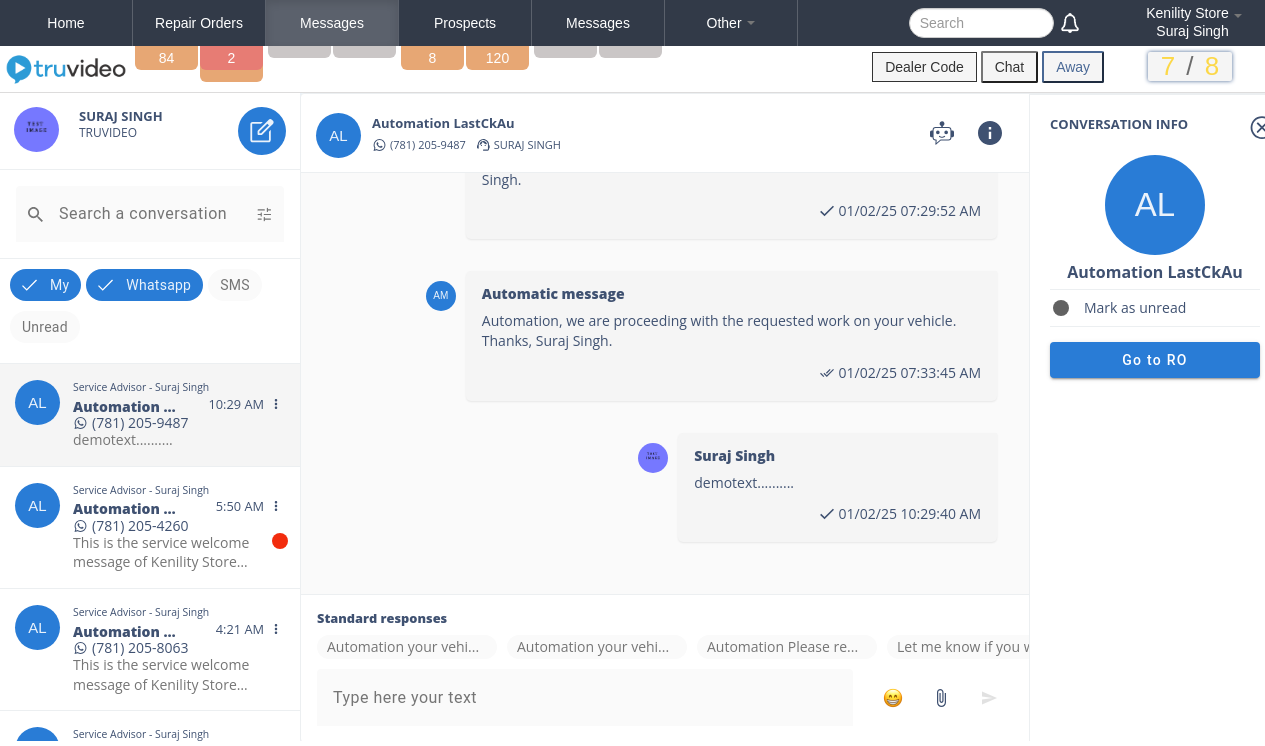 Home
Repair Orders
Messages
Prospects
Messages
Other
Search
Kenility Store
Suraj Singh
truvideo
84
2
8
120
Dealer Code
Chat
Away
7 / 8
SURAJ SINGH
TRUVIDEO
TEXT
IMAGE
Search a conversation
My
Whatsapp
SMS
Unread
Service Advisor - Suraj Singh
AL
Automation ...
10:29 AM
(781) 205-9487
demotext..........
Service Advisor - Suraj Singh
AL
Automation ...
5:50 AM
(781) 205-4260
This is the service welcome
message of Kenility Store...
Service Advisor - Suraj Singh
AL
Automation ...
4:21 AM
(781) 205-8063
This is the service welcome
message of Kenility Store...
Service Advisor - Suraj Singh
AL
Automation LastCkAu
(781) 205-9487
SURAJ SINGH
Singh.
01/02/25 07:29:52 AM
AM
Automatic message
Automation, we are proceeding with the requested work on your vehicle.
Thanks, Suraj Singh.
01/02/25 07:33:45 AM
TEXT
IMAGE
Suraj Singh
demotext..........
01/02/25 10:29:40 AM
Standard responses
Automation your vehi...
Automation your vehi...
Automation Please re...
Let me know if you w
Type here your text
CONVERSATION INFO
AL
Automation LastCkAu
Mark as unread
Go to RO